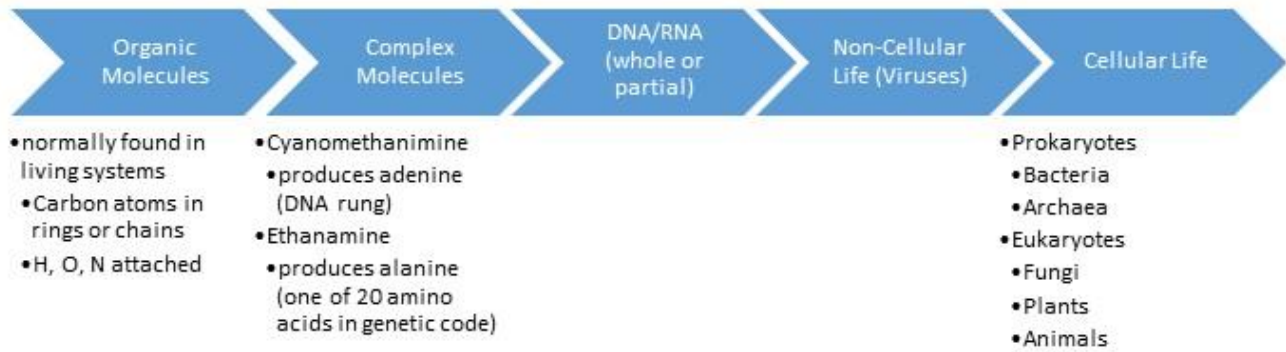 Organic
Molecules
Complex
Molecules
DNA/RNA
(whole or
partial)
Non-Cellular
Life (Viruses)
Cellular Life
•normally found in
living systems
•Carbon atoms in
rings or chains
•H, O, N attached
•Cyanomethanimine
•produces adenine
(DNA rung)
•Ethanamine
•produces alanine
(one of 20 amino
acids in genetic code)
•Prokaryotes
•Bacteria
•Archaea
•Eukaryotes
•Fungi
•Plants
•Animals